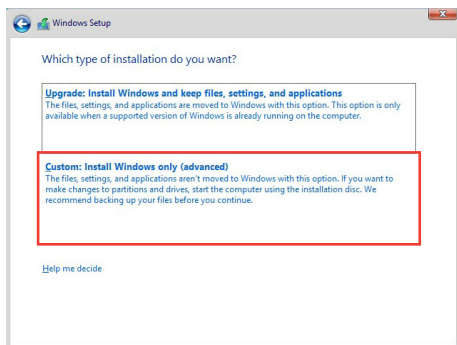 Windows Setup
Which type of installation do you want?
Upgrade: Install Windows and keep files, settings, and applications
The files, settings, and applications are moved to Windows with this option. This option is only
available when a supported version of Windows is already running on the computer.
Custom: Install Windows only (advanced)
The files, settings, and applications aren't moved to Windows with this option. If you want to
make changes to partitions and drives, start the computer using the installation disc. We
recommend backing up your files before you continue.
Help me decide